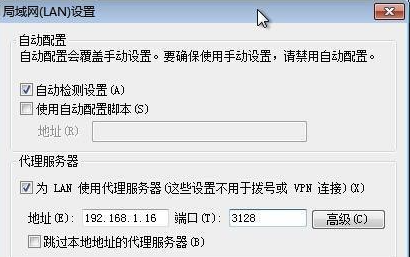 局域网(LAN)设置
自动配置
自动配置会覆盖手动设置。要确保使用手动设置，请禁用自动配置。
自动检测设置(A)
使用自动配置脚本(S)
地址(R)
代理服务器
为 LAN 使用代理服务器(这些设置不用于拨号或 VPN 连接)(X)
地址(E): 192.168.1.16 端口(T): 3128 高级(C)
跳过本地地址的代理服务器(B)